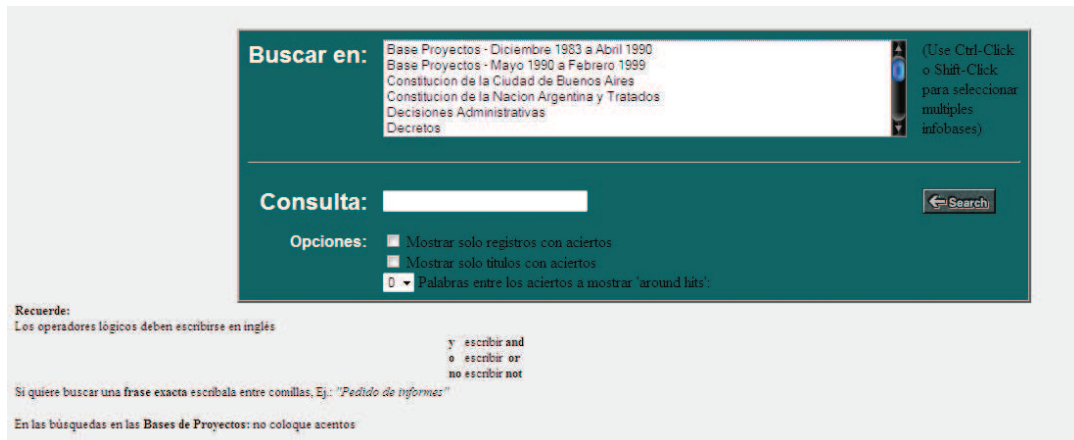 Buscar en:
Base Proyectos - Diciembre 1983 a Abril 1990
Base Proyectos - Mayo 1990 a Febrero 1999
Constitucion de la Ciudad de Buenos Aires
Constitucion de la Nacion Argentina y Tratados
Decisiones Administrativas
Decretos
(Use Ctrl-Click
o Shift-Click
para seleccionar
multiples
infobases)
Consulta:
Search
Opciones:
Mostrar solo registros con aciertos
Mostrar solo titulos con aciertos
0 Palabras entre los aciertos a mostrar 'around hits':
Recuerde:
Los operadores lógicos deben escribirse en inglés
y escribir and
o escribir or
no escribir not
Si quiere buscar una frase exacta escríbala entre comillas, Ej.: "Pedido de informes"
En las búsquedas en las Bases de Proyectos: no coloque acentos